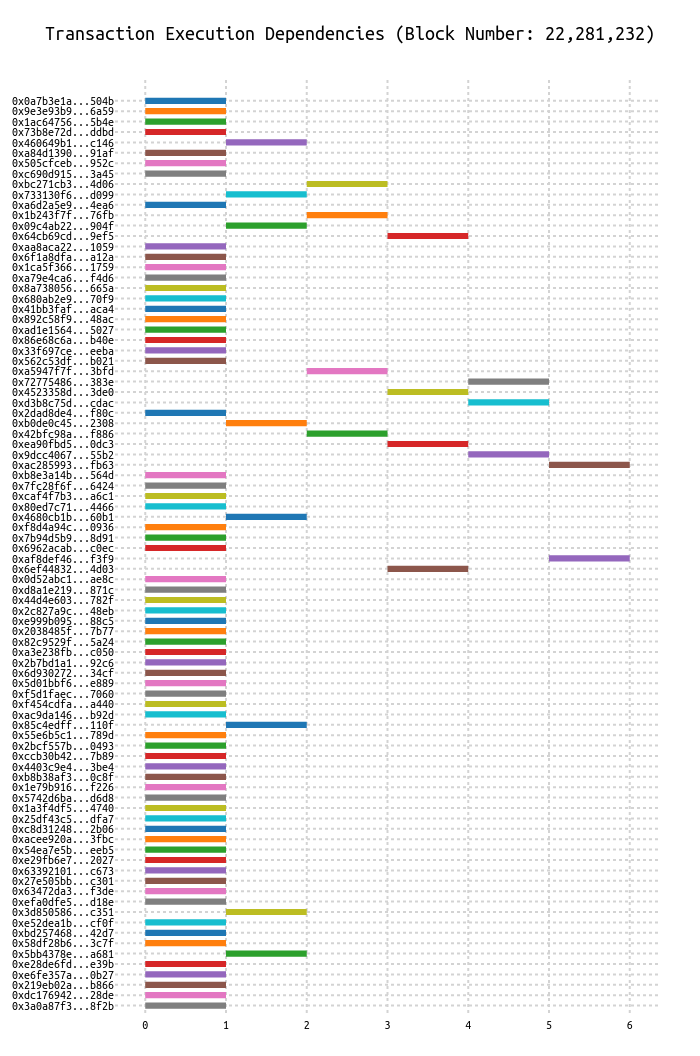 Transaction Execution Dependencies (Block Number: 22,281,232)
0x0a7b3e1a...504b
0x9e3e93b9...6a59
0x1ac64756...5b4e
0x73b8e72d...ddbd
0x460649b1...c146
0xa84d1390...91af
0x505cfceb...952c
0xc690d915...3a45
0xbc271cb3...4d06
0x733130f6...d099
0xa6d2a5e9...4ea6
0x1b243f7f...76fb
0x09c4ab22...904f
0x64cb69cd...9ef5
0xaa8aca22...1059
0x6f1a8dfa...a12a
0x1ca5f366...1759
0xa79e4ca6...f4d6
0x8a738056...665a
0x680ab2e9...70f9
0x41bb3faf...aca4
0x892c58f9...48ac
0xad1e1564...5027
0x86e68c6a...b40e
0x33f697ce...eeba
0x562c53df...b021
0xa5947f7f...3bfd
0x72775486...383e
0x4523358d...3de0
0xd3b8c75d...cdac
0x2dad8de4...f80c
0xb0de0c45...2308
0x42bfc98a...f886
0xea90fbd5...0dc3
0x9dcc4067...55b2
0xac285993...fb63
0xb8e3a14b...564d
0x7fc28f6f...6424
0xcaf4f7b3...a6c1
0x80ed7c71...4466
0x4680cb1b...60b1
0xf8d4a94c...0936
0x7b94d5b9...8d91
0x6962acab...c0ec
0xaf8def46...f3f9
0x6ef44832...4d03
0x0d52abc1...ae8c
0xd8a1e219...871c
0x44d4e603...782f
0x2c827a9c...48eb
0xe999b095...88c5
0x2038485f...7b77
0x82c9529f...5a24
0xa3e238fb...c050
0x2b7bd1a1...92c6
0x6d930272...34cf
0x5d01bbf6...e889
0xf5d1faec...7060
0xf454cdfa...a440
0xac9da146...b92d
0x85c4edff...110f
0x55e6b5c1...789d
0x2bcf557b...0493
0xccb30b42...7b89
0x4403c9e4...3be4
0xb8b38af3...0c8f
0x1e79b916...f226
0x5742d6ba...d6d8
0x1a3f4df5...4740
0x25df43c5...dfa7
0xc8d31248...2b06
0xacee920a...3fbc
0x54ea7e5b...eeb5
0xe29fb6e7...2027
0x63392101...c673
0x27e505bb...c301
0x63472da3...f3de
0xefa0dfe5...d18e
0x3d850586...c351
0xe52dea1b...cf0f
0xbd257468...42d7
0x58df28b6...3c7f
0x5bb4378e...a681
0xe28de6fd...e39b
0xe6fe357a...0b27
0x219eb02a...b866
0xdc176942...28de
0x3a0a87f3...8f2b
0 1 2 3 4 5 6